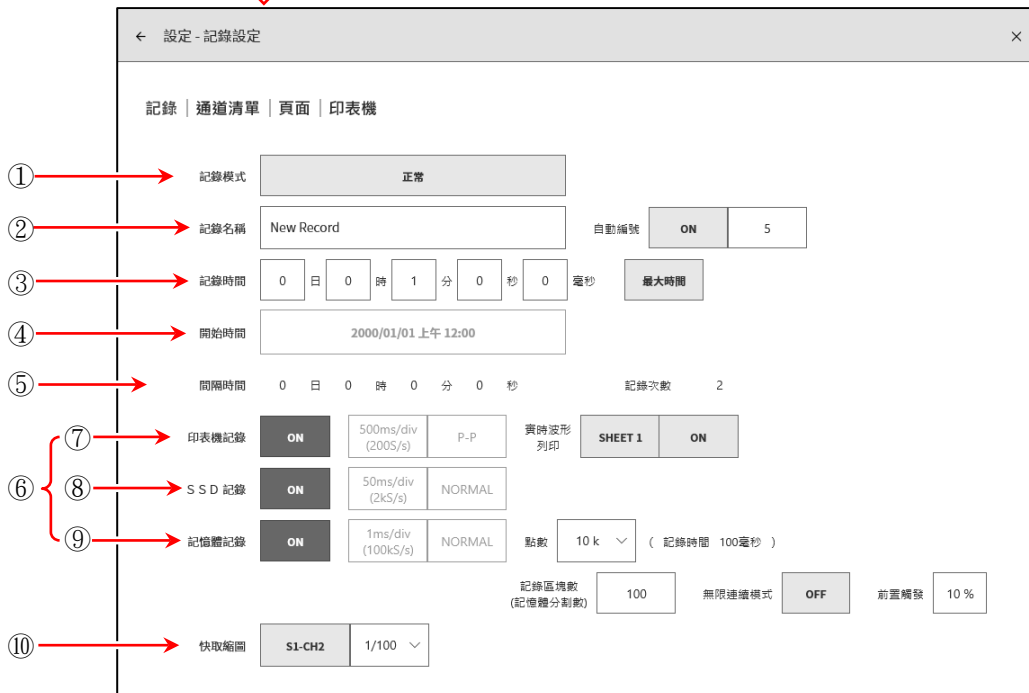 ← 設定 - 記錄設定 ×
記錄 | 通道清單 | 頁面 | 印表機
① 記錄模式 正常
② 記錄名稱 New Record 自動編號 ON 5
③ 記錄時間 0 日 0 時 1 分 0 秒 0 毫秒 最大時間
④ 開始時間 2000/01/01 上午 12:00
⑤ 間隔時間 0 日 0 時 0 分 0 秒 記錄次數 2
⑥
⑦ 印表機記錄 ON 500ms/div (200S/s) P-P 實時波形 列印 SHEET 1 ON
⑧ SSD 記錄 ON 50ms/div (2kS/s) NORMAL
⑨ 記憶體記錄 ON 1ms/div (100kS/s) NORMAL 點數 10 k ( 記錄時間 100毫秒 )
記錄區塊數 (記憶體分割數) 100 無限連續模式 OFF 前置觸發 10 %
⑩ 快取縮圖 S1-CH2 1/100